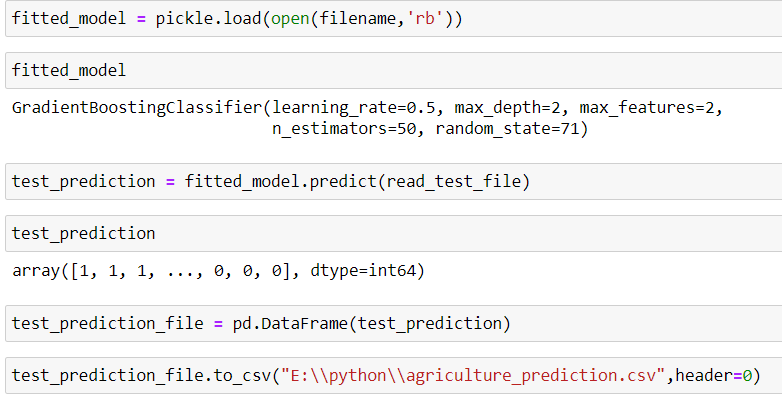 fitted_model = pickle.load(open(filename,'rb'))
fitted_model
GradientBoostingClassifier(learning_rate=0.5, max_depth=2, max_features=2,
n_estimators=50, random_state=71)
test_prediction = fitted_model.predict(read_test_file)
test_prediction
array([1, 1, 1, ..., 0, 0, 0], dtype=int64)
test_prediction_file = pd.DataFrame(test_prediction)
test_prediction_file.to_csv("E:\\python\\agriculture_prediction.csv",header=0)